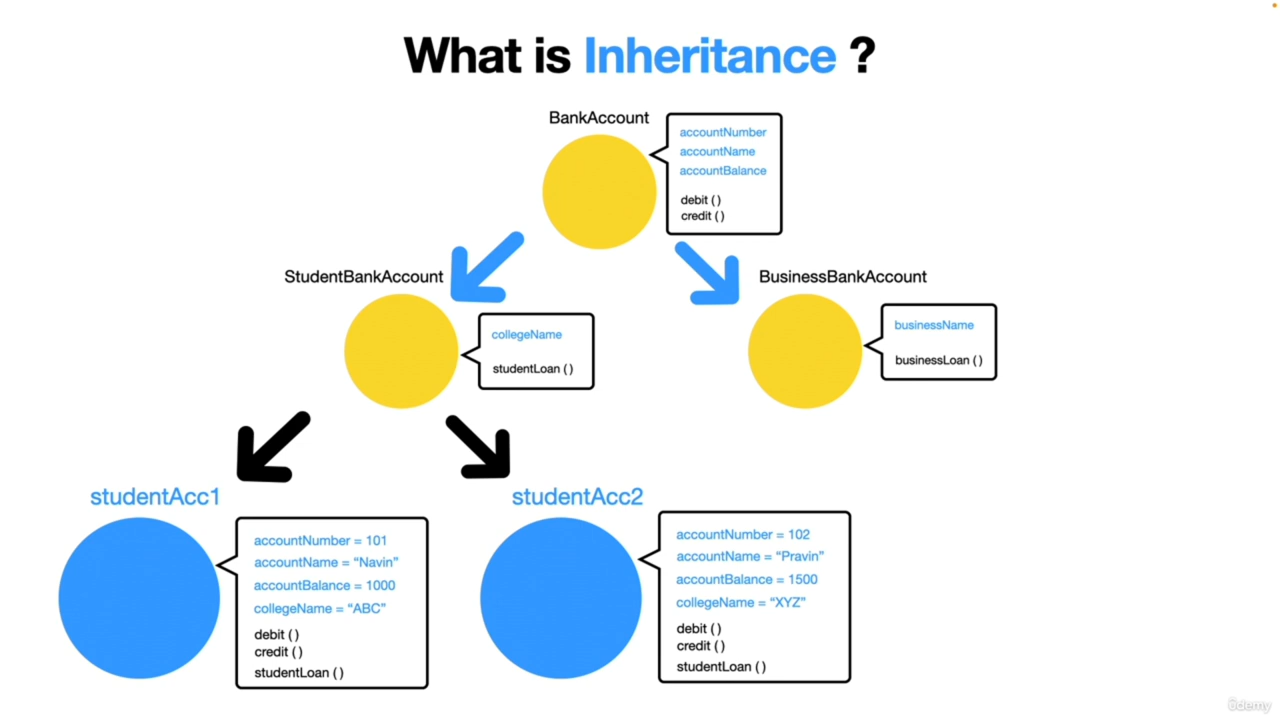 What is Inheritance ?
BankAccount
accountNumber
accountName
accountBalance
debit ( )
credit ( )
StudentBankAccount
collegeName
studentLoan ( )
BusinessBankAccount
businessName
businessLoan ( )
studentAcc1
accountNumber = 101
accountName = “Navin”
accountBalance = 1000
collegeName = “ABC”
debit ( )
credit ( )
studentLoan ( )
studentAcc2
accountNumber = 102
accountName = “Pravin”
accountBalance = 1500
collegeName = “XYZ”
debit ( )
credit ( )
studentLoan ( )
ûdemy